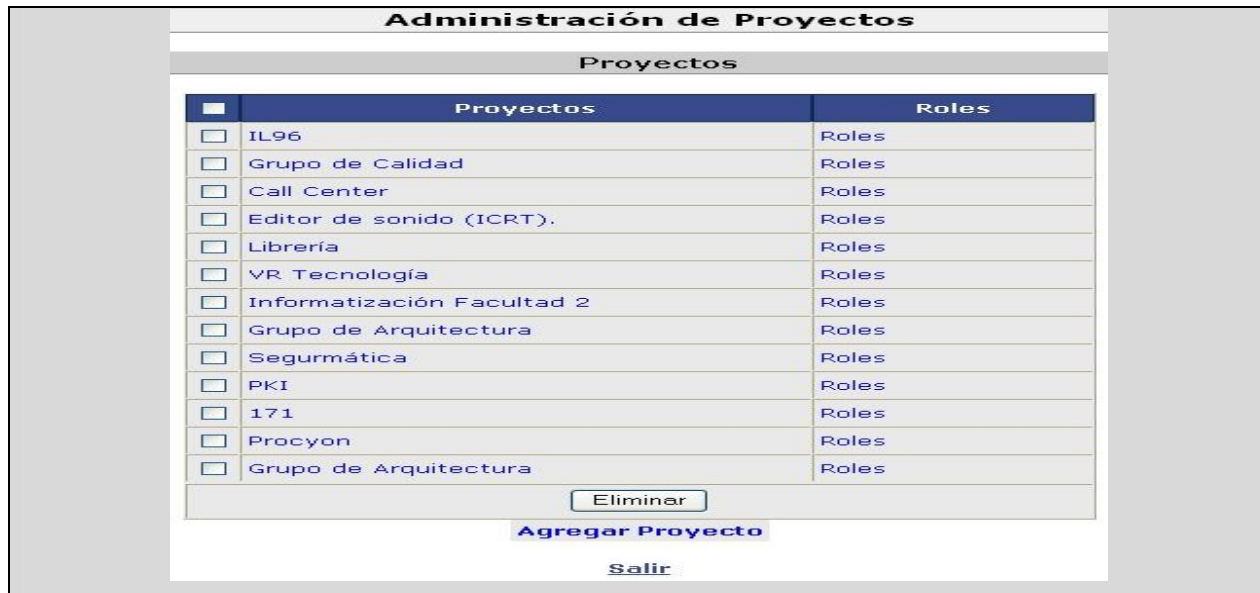 Administración de Proyectos
Proyectos
Proyectos Roles
IL96 Roles
Grupo de Calidad Roles
Call Center Roles
Editor de sonido (ICRT). Roles
Librería Roles
VR Tecnología Roles
Informatización Facultad 2 Roles
Grupo de Arquitectura Roles
Segurmática Roles
PKI Roles
171 Roles
Procyon Roles
Grupo de Arquitectura Roles
Eliminar
Agregar Proyecto
Salir